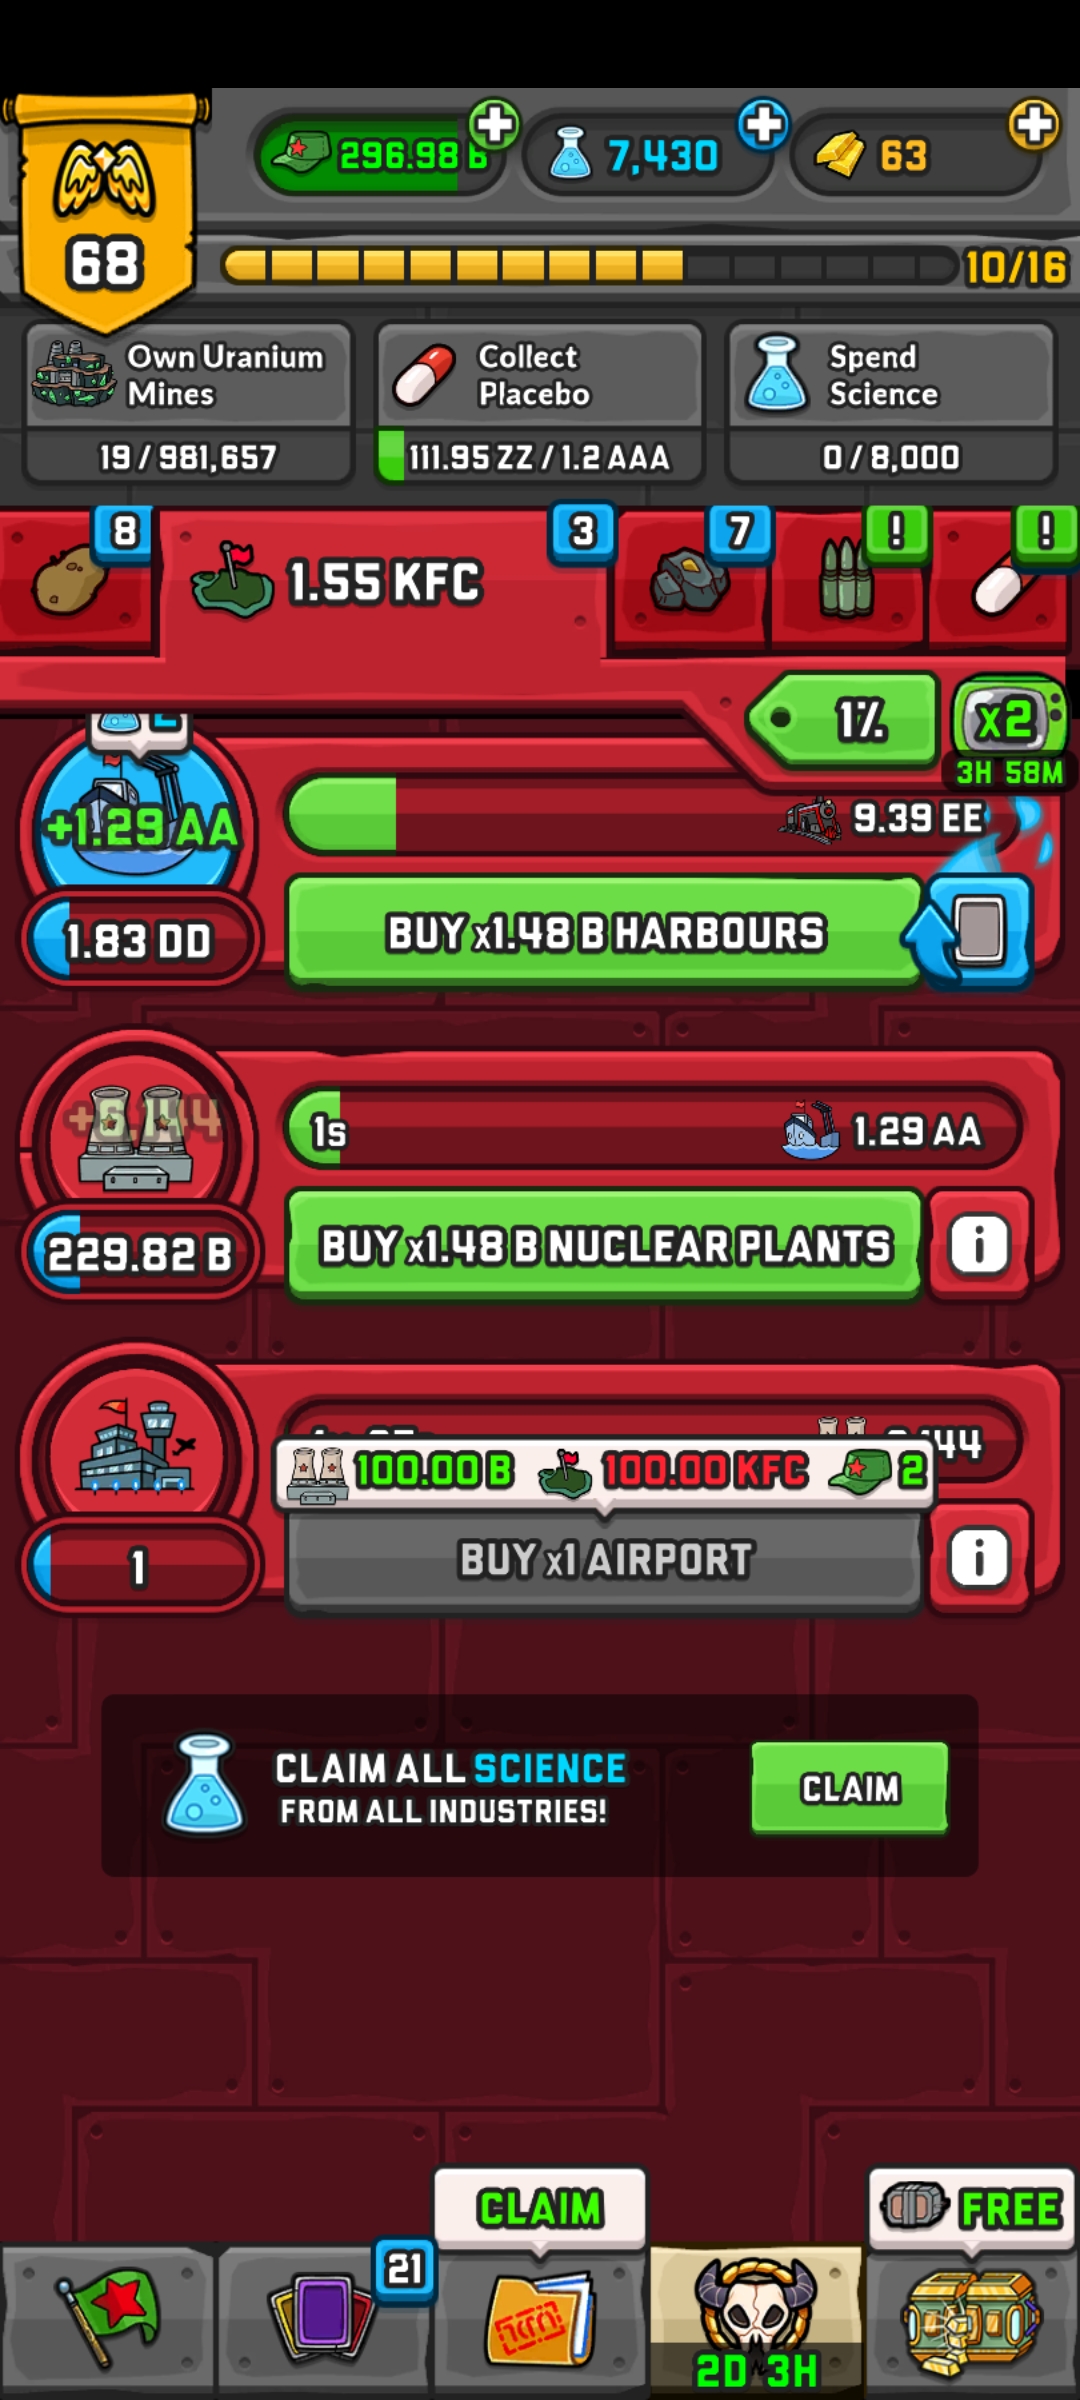 296.98 B
7,430
63
68
10/16
Own Uranium
Mines
19 / 981,657
Collect
Placebo
111.95 ZZ / 1.2 AAA
Spend
Science
0 / 8,000
8
1.55 KFC
3
7
!
!
1%
x2
3H 58M
+1.29 AA
9.39 EE
1.83 DD
BUY x1.48 B HARBOURS
+6,144
1s
1.29 AA
229.82 B
BUY x1.48 B NUCLEAR PLANTS
i
100.00 B
100.00 KFC
2
BUY x1 AIRPORT
1
i
CLAIM ALL SCIENCE
FROM ALL INDUSTRIES!
CLAIM
CLAIM
FREE
21
2D 3H